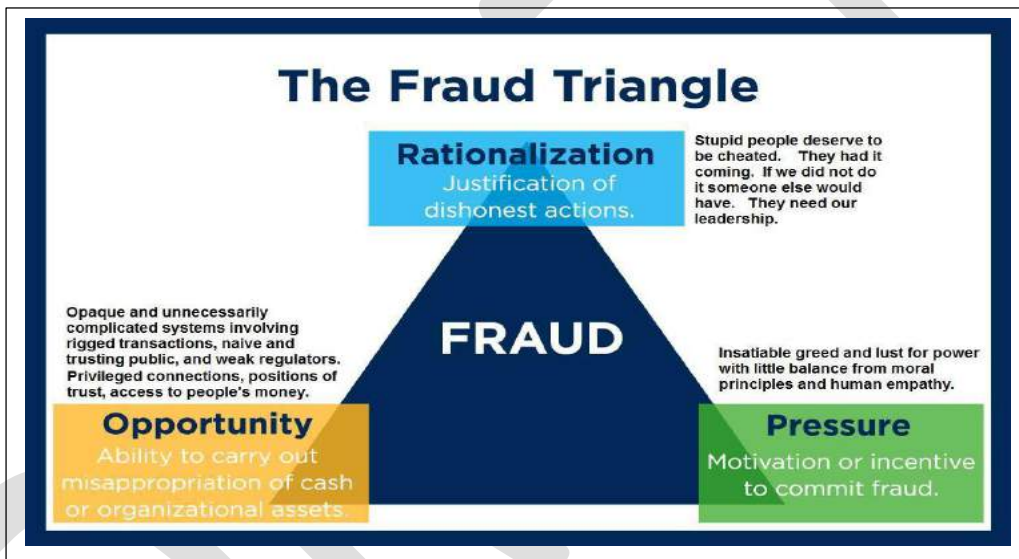 The Fraud Triangle
Rationalization
Justification of
dishonest actions.
Stupid people deserve to
be cheated. They had it
coming. If we did not do
it someone else would
have. They need our
leadership.
FRAUD
Opaque and unnecessarily
complicated systems involving
rigged transactions, naive and
trusting public, and weak regulators.
Privileged connections, positions of
trust, access to people's money.
Opportunity
Ability to carry out
misappropriation of cash
or organizational assets.
Insatiable greed and lust for power
with little balance from moral
principles and human empathy.
Pressure
Motivation or incentive
to commit fraud.